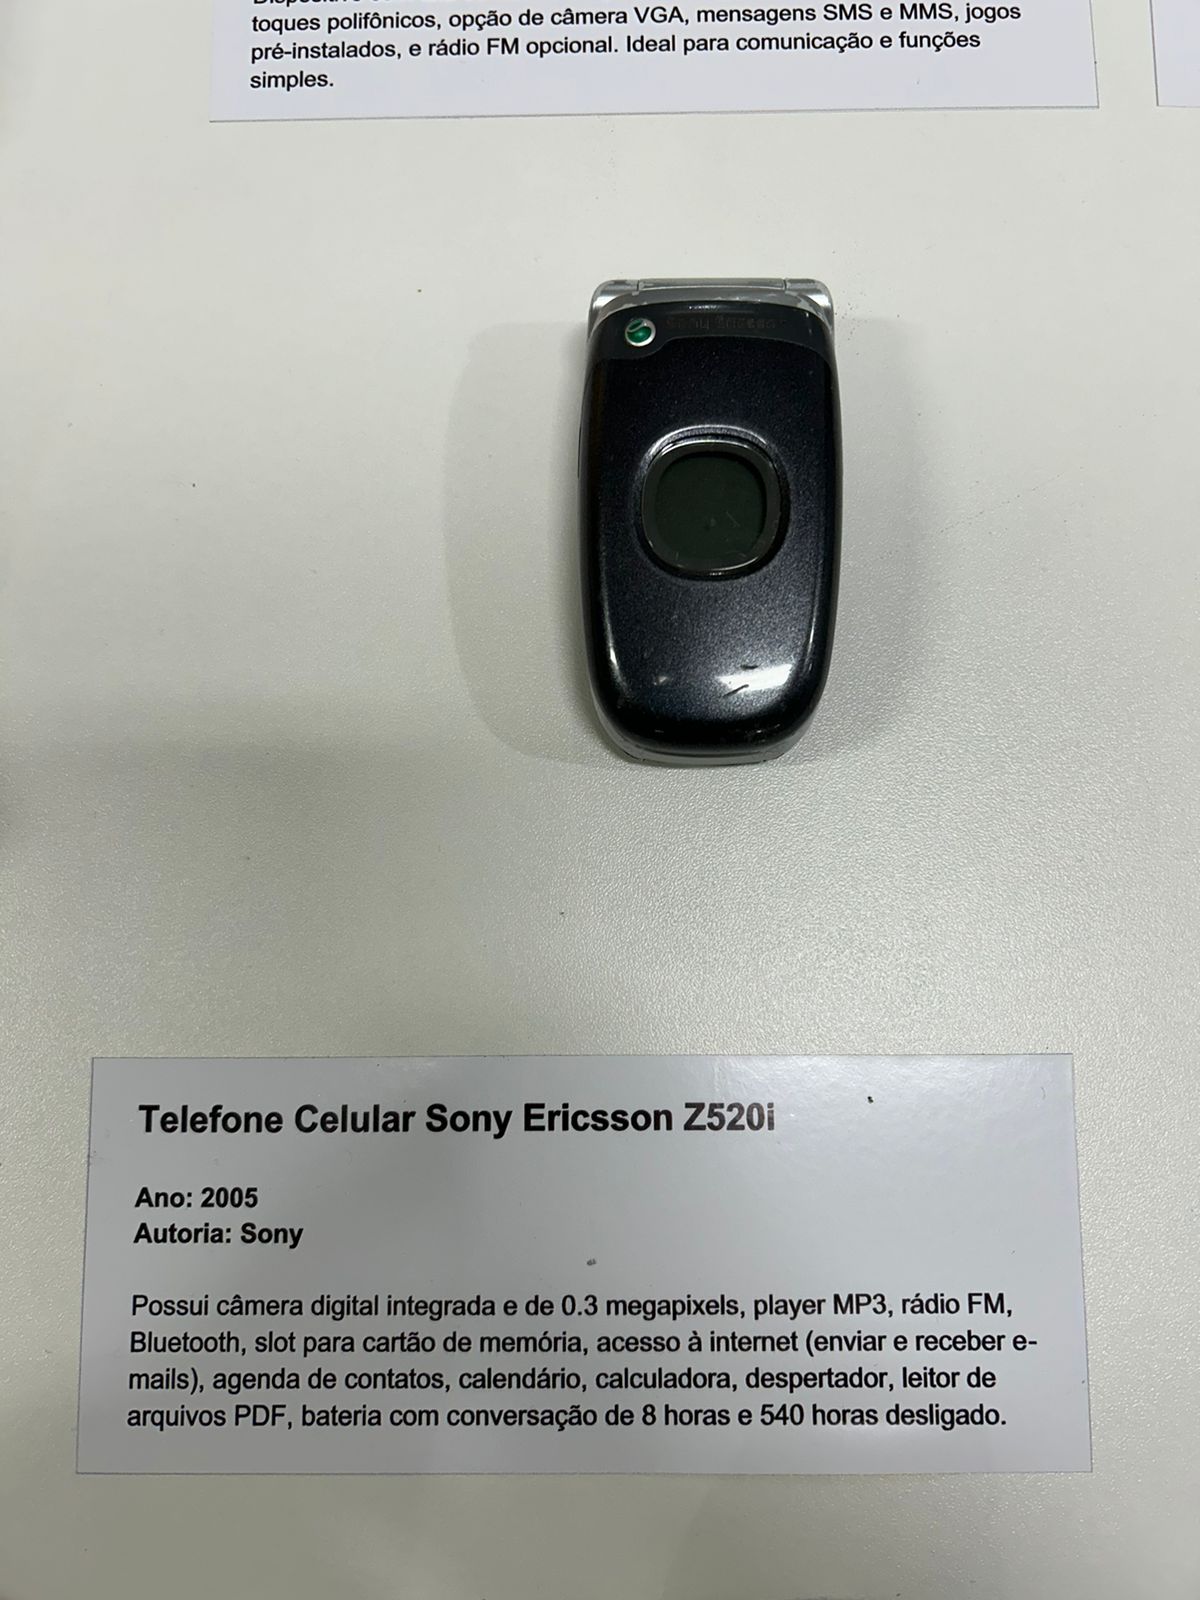 toques polifônicos, opção de câmera VGA, mensagens SMS e MMS, jogos
pré-instalados, e rádio FM opcional. Ideal para comunicação e funções
simples.
Sony Ericsson
Telefone Celular Sony Ericsson Z520i
Ano: 2005
Autoria: Sony
Possui câmera digital integrada e de 0.3 megapixels, player MP3, rádio FM,
Bluetooth, slot para cartão de memória, acesso à internet (enviar e receber e-
mails), agenda de contatos, calendário, calculadora, despertador, leitor de
arquivos PDF, bateria com conversação de 8 horas e 540 horas desligado.